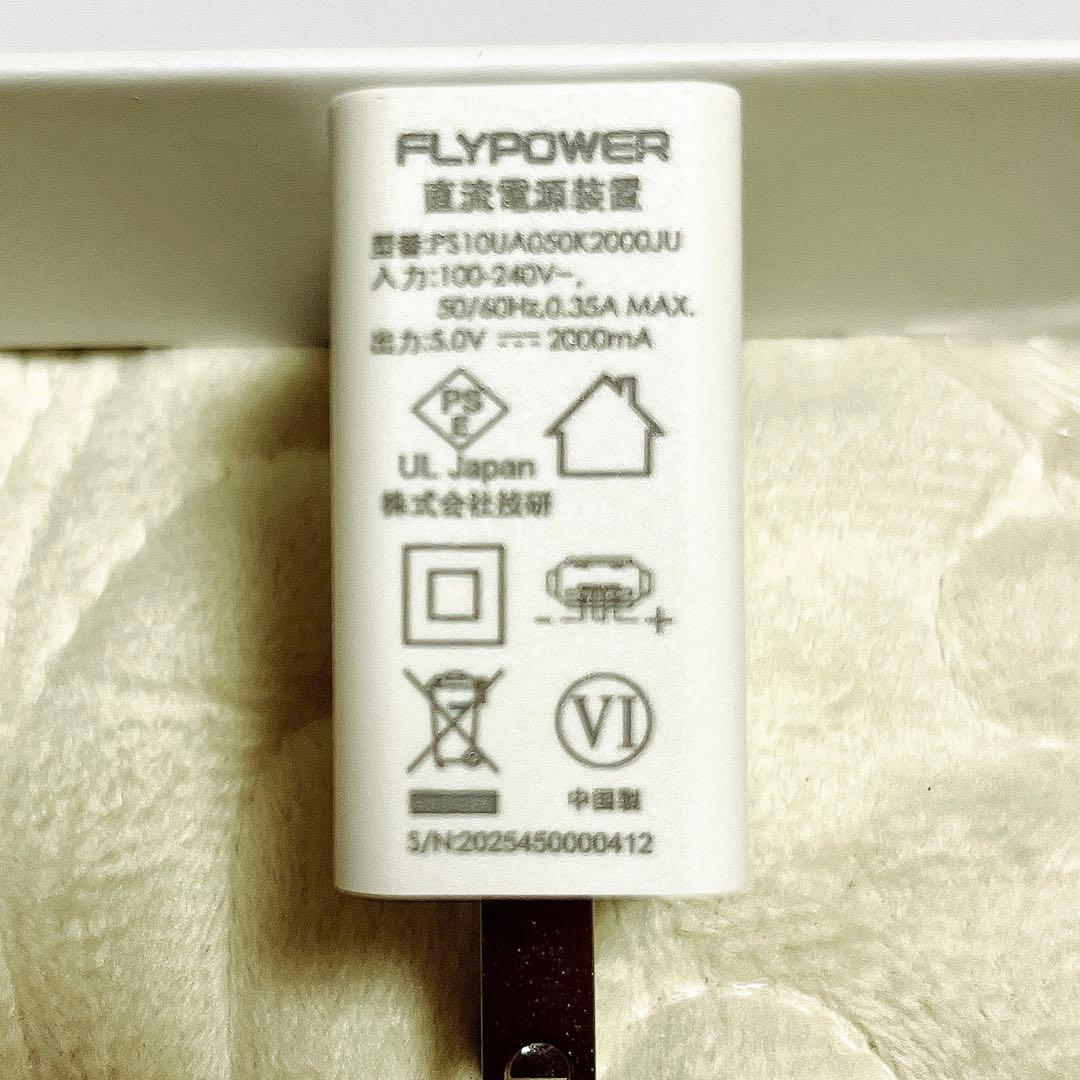 FLYPOWER
直流電源装置
型番:PS10UA050K2000JU
入力:100-240V~,
50/60Hz,0.35A MAX.
出力:5.0V ⎓ 2000mA
PS
E
UL Japan
株式会社技研
- +
VI
中国製
S/N:2025450000412